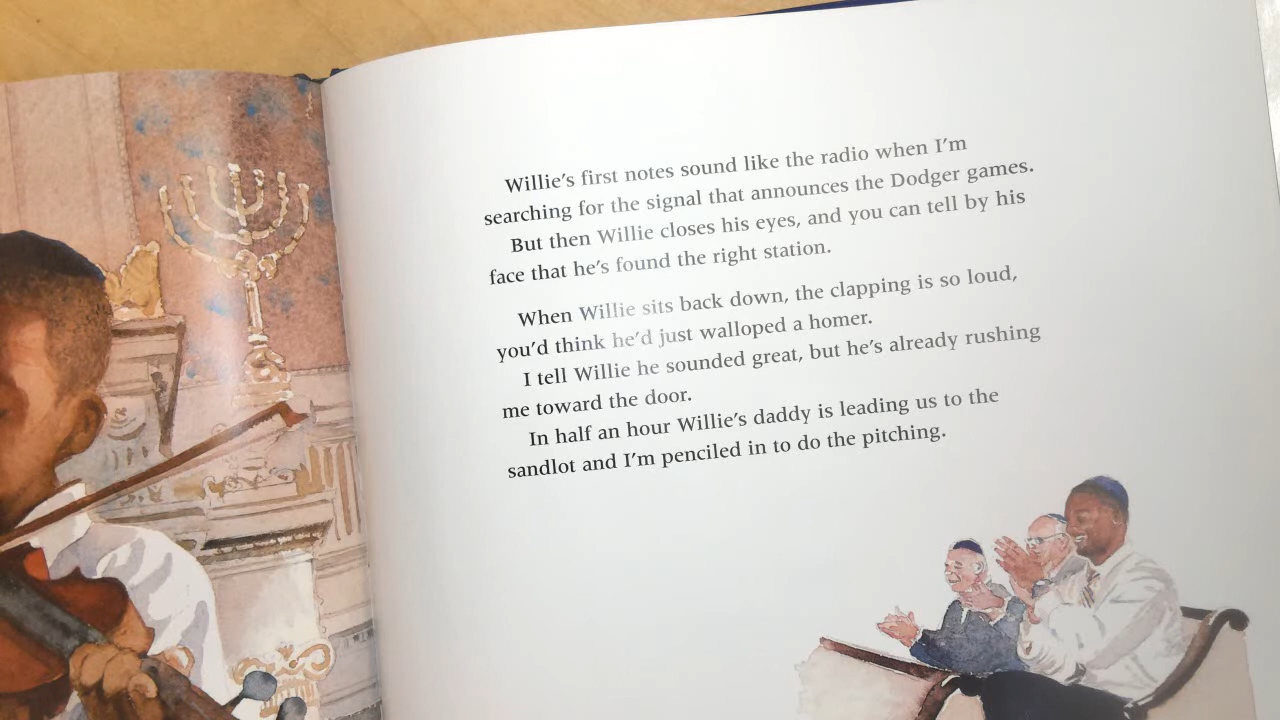 Willie's first notes sound like the radio when I'm
searching for the signal that announces the Dodger games.
But then Willie closes his eyes, and you can tell by his
face that he's found the right station.
When Willie sits back down, the clapping is so loud,
you'd think he'd just walloped a homer.
I tell Willie he sounded great, but he's already rushing
me toward the door.
In half an hour Willie's daddy is leading us to the
sandlot and I'm penciled in to do the pitching.